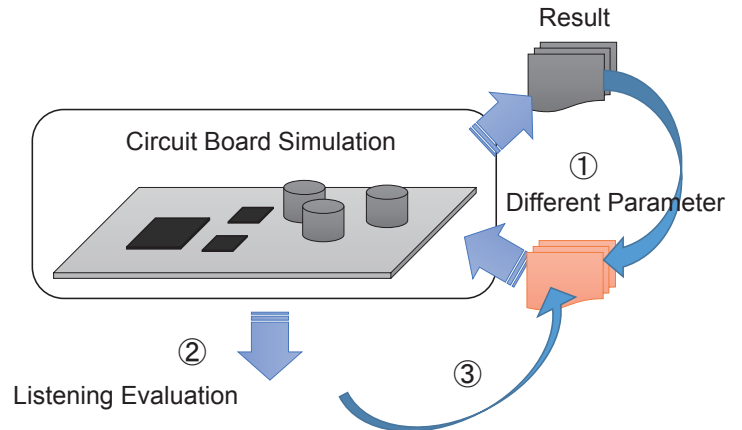 Result
Circuit Board Simulation
①
Different Parameter
②
③
Listening Evaluation